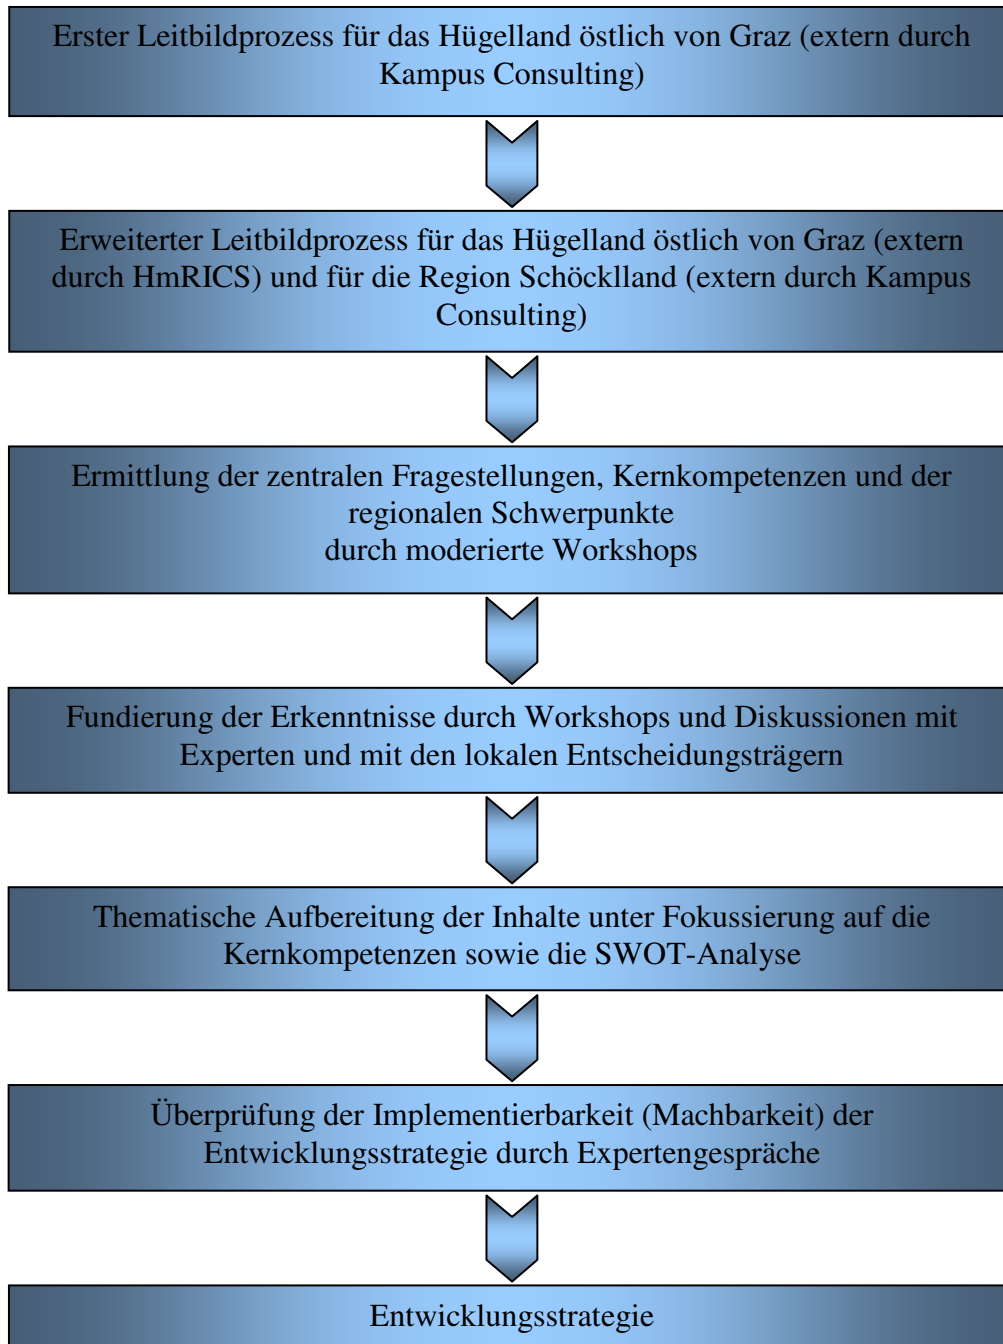 Erster Leitbildprozess für das Hügelland östlich von Graz (extern durch
Kampus Consulting)
Erweiterter Leitbildprozess für das Hügelland östlich von Graz (extern
durch HmRICS) und für die Region Schöcklland (extern durch Kampus
Consulting)
Ermittlung der zentralen Fragestellungen, Kernkompetenzen und der
regionalen Schwerpunkte
durch moderierte Workshops
Fundierung der Erkenntnisse durch Workshops und Diskussionen mit
Experten und mit den lokalen Entscheidungsträgern
Thematische Aufbereitung der Inhalte unter Fokussierung auf die
Kernkompetenzen sowie die SWOT-Analyse
Überprüfung der Implementierbarkeit (Machbarkeit) der
Entwicklungsstrategie durch Expertengespräche
Entwicklungsstrategie